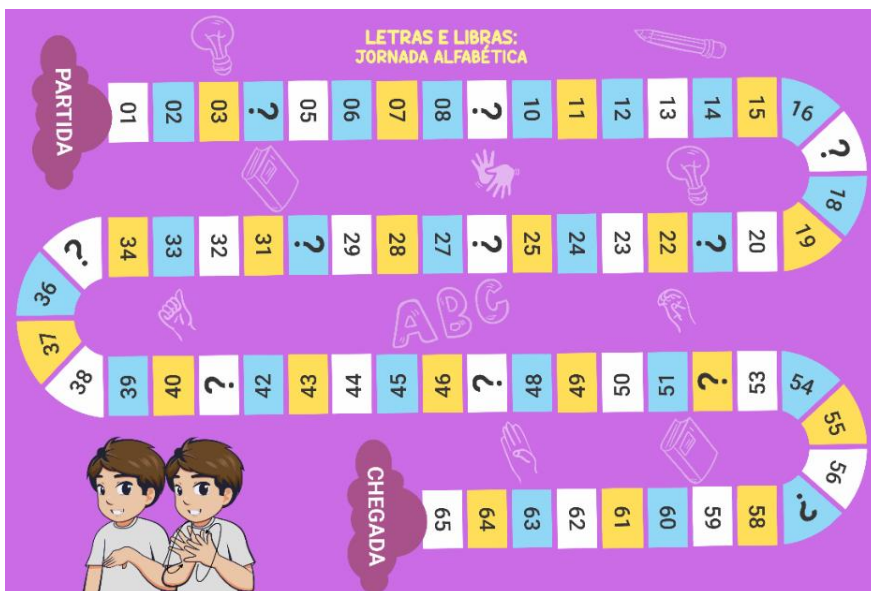 LETRAS E LIBRAS:
JORNADA ALFABÉTICA
PARTIDA
01 02 03 ? 05 06 07 08 ? 10 11 12 13 14 15 16
?
18
19
20 ? 22 23 24 25 ? 27 28 29 ? 31 32 33 34
?
36
37
38
39 40 ? 42 43 44 45 46 ? 48 49 50 51 ? 53 54
55
56
?
58 59 60 61 62 63 64 65
CHEGADA
ABC